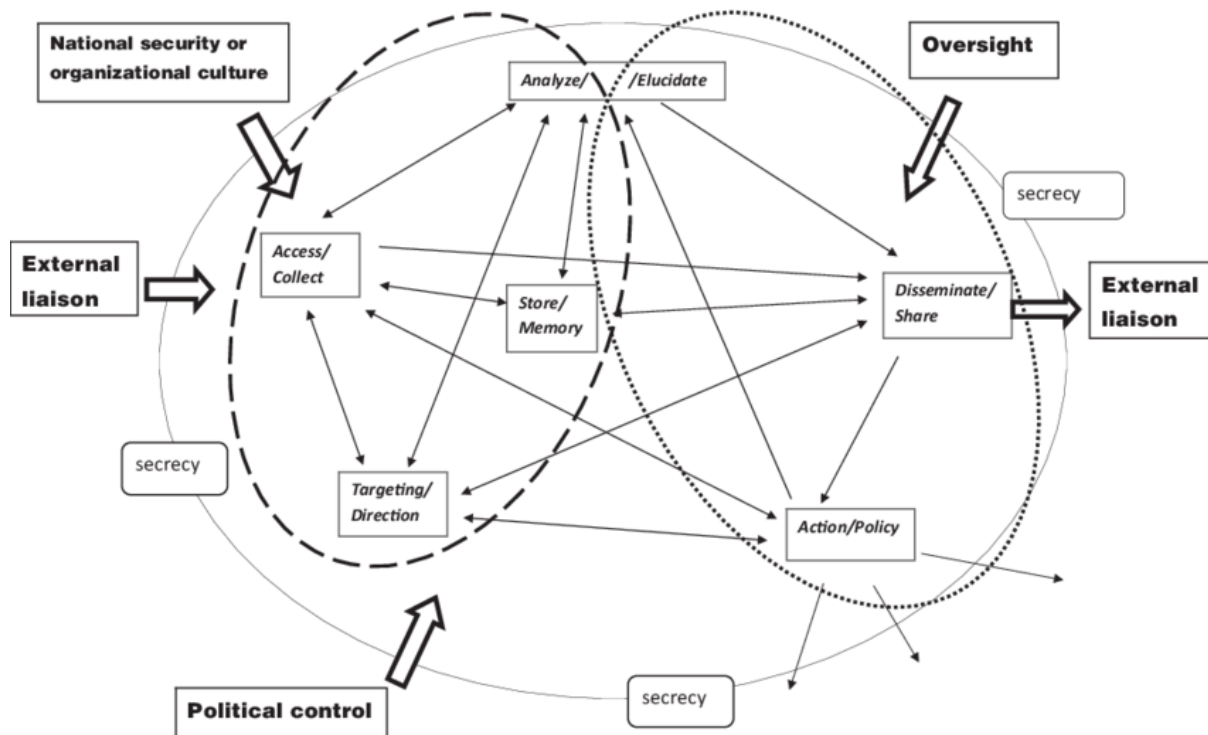 National security or
organizational culture
Oversight
Analyze/ /Elucidate
secrecy
Access/
Collect
External
liaison
Store/
Memory
Disseminate/
Share
External
liaison
secrecy
Targeting/
Direction
Action/Policy
Political control
secrecy